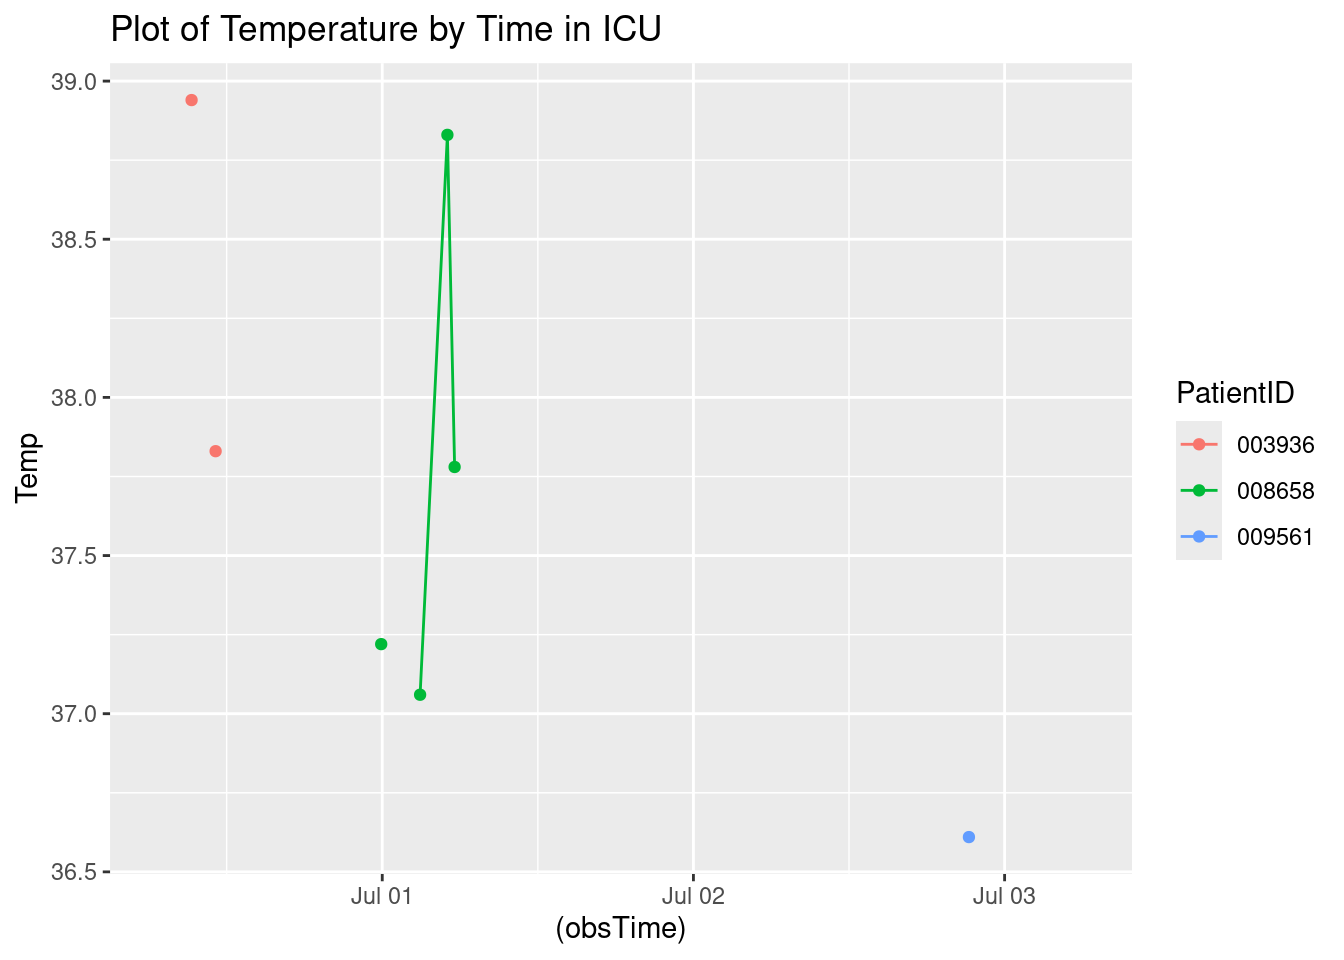 Plot of Temperature by Time in ICU
39.0
38.5
38.0
37.5
37.0
36.5
Temp
Jul 01
Jul 02
Jul 03
(obsTime)
PatientID
003936
008658
009561